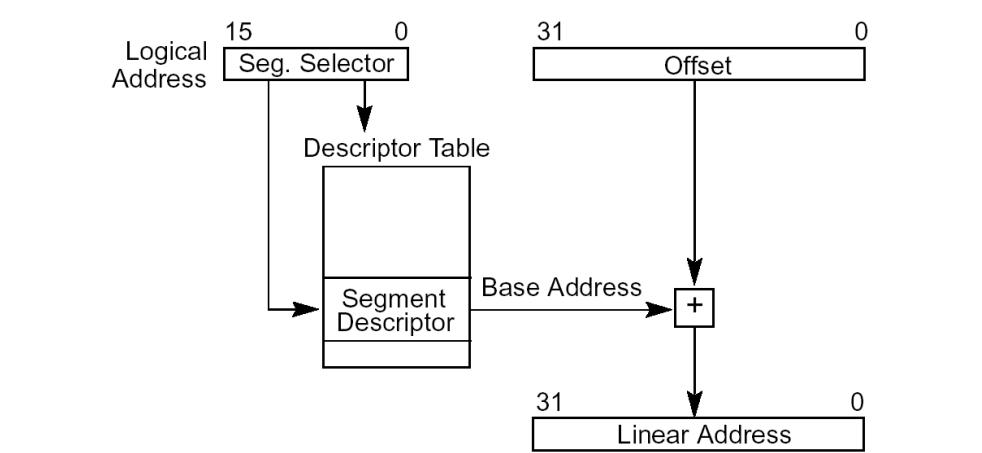 15 0
31 0
Logical
Address
Seg. Selector
Offset
Descriptor Table
Segment
Descriptor
Base Address
+
31 0
Linear Address